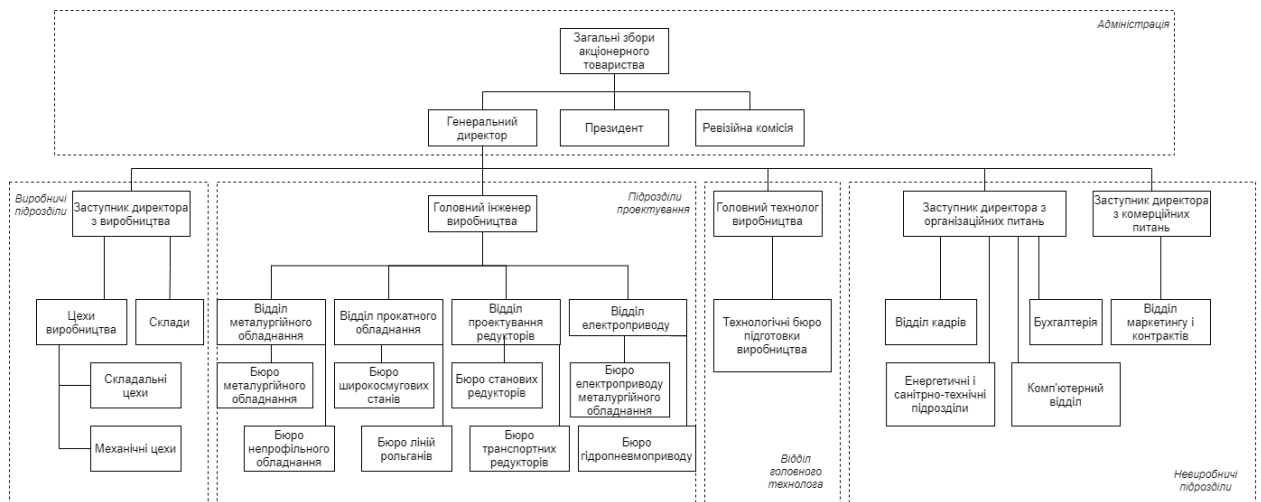 Адміністрація
Загальні збори
акціонерного
товариства
Генеральний
директор
Президент
Ревізійна комісія
Виробничі
підрозділи
Заступник директора
з виробництва
Цехи
виробництва
Склади
Складальні
цехи
Механічні цехи
Підрозділи
проектування
Головний інженер
виробництва
Відділ
металургійного
обладнання
Відділ прокатного
обладнання
Відділ
проектування
редукторів
Відділ
електроприводу
Бюро
металургійного
обладнання
Бюро
широкосмугових
станів
Бюро станових
редукторів
Бюро
електроприводу
металургійного
обладнання
Бюро
непрофільного
обладнання
Бюро ліній
рольганів
Бюро
транспортних
редукторів
Бюро
гідропневмоприводу
Головний технолог
виробництва
Технологічні бюро
підготовки
виробництва
Відділ
головного
технолога
Заступник директора з
організаційних питань
Заступник директора
з комерційних
питань
Відділ кадрів
Бухгалтерія
Відділ
маркетингу і
контрактів
Енергетичні і
санітрно-технічні
підрозділи
Комп'ютерний
відділ
Невиробничі
підрозділи